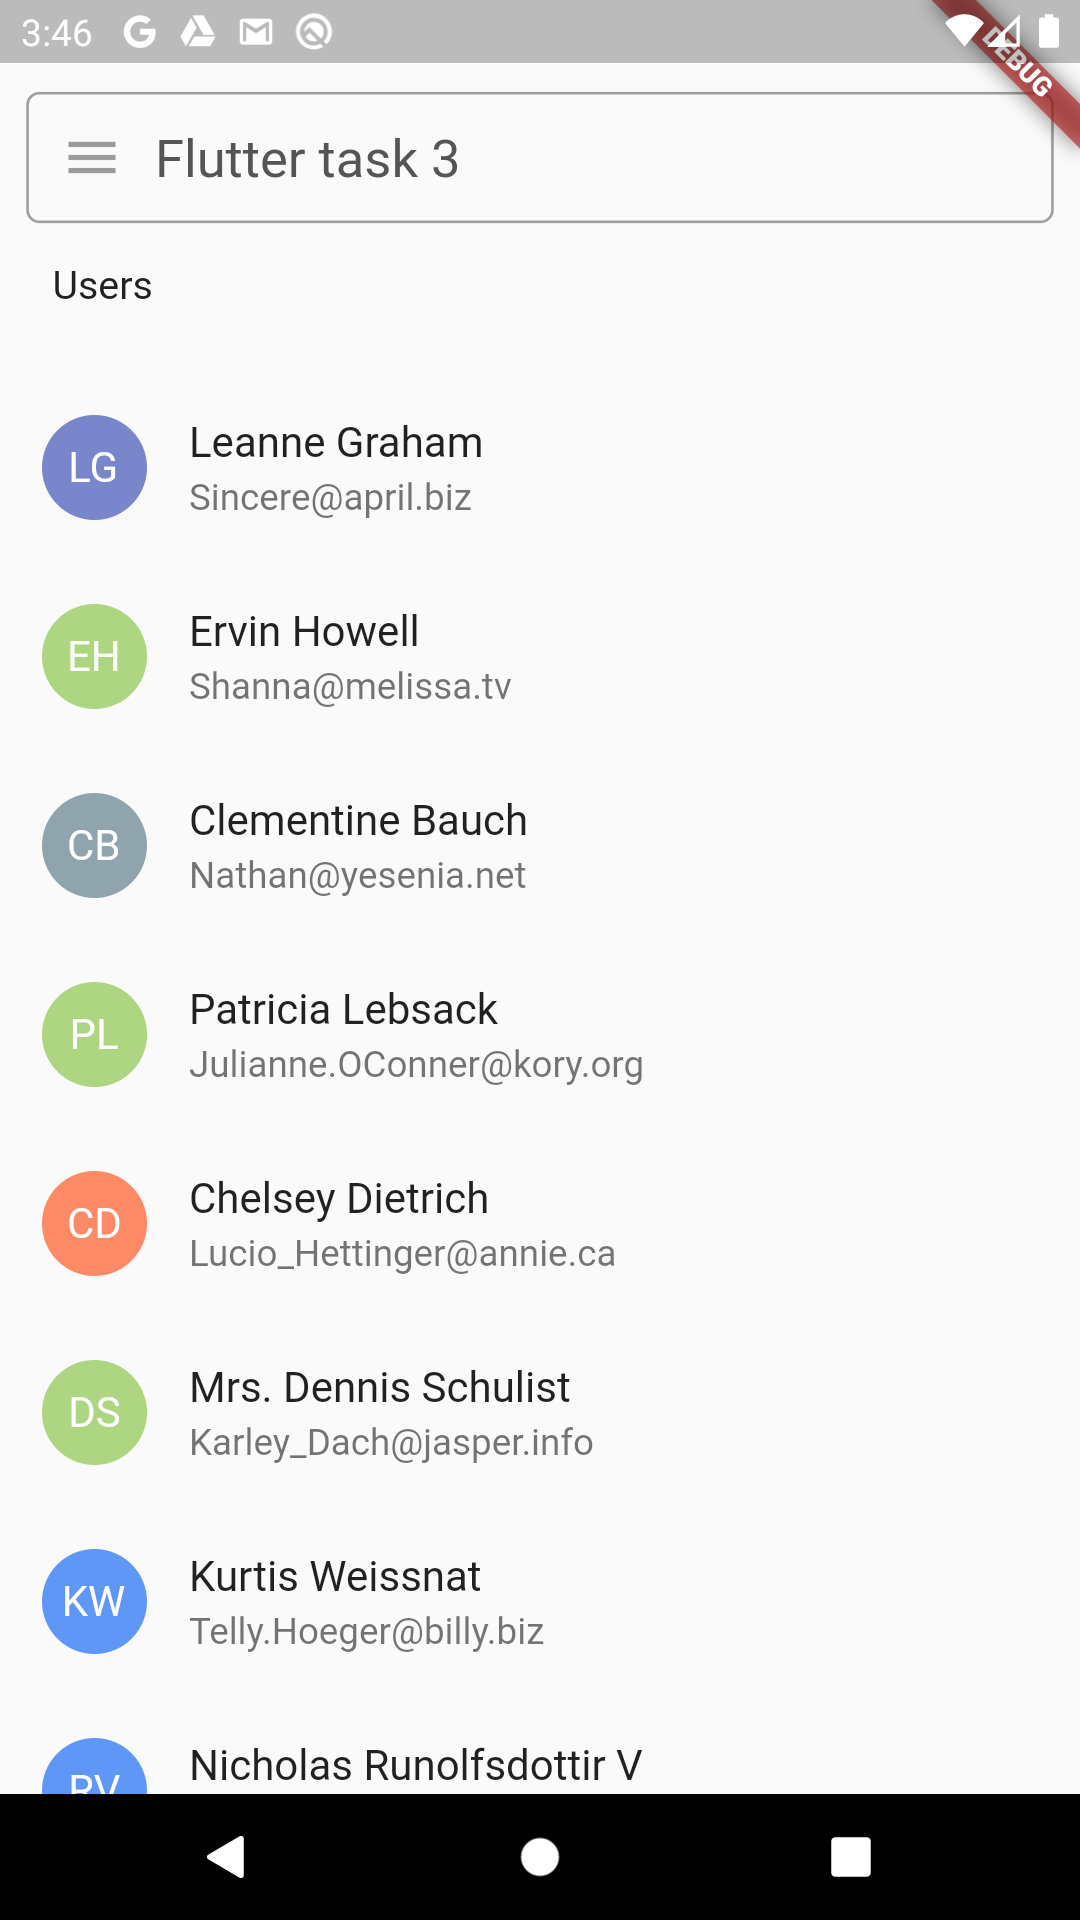 3:46
DEBUG
Flutter task 3
Users
LG
Leanne Graham
Sincere@april.biz
EH
Ervin Howell
Shanna@melissa.tv
CB
Clementine Bauch
Nathan@yesenia.net
PL
Patricia Lebsack
Julianne.OConner@kory.org
CD
Chelsey Dietrich
Lucio_Hettinger@annie.ca
DS
Mrs. Dennis Schulist
Karley_Dach@jasper.info
KW
Kurtis Weissnat
Telly.Hoeger@billy.biz
RV
Nicholas Runolfsdottir V